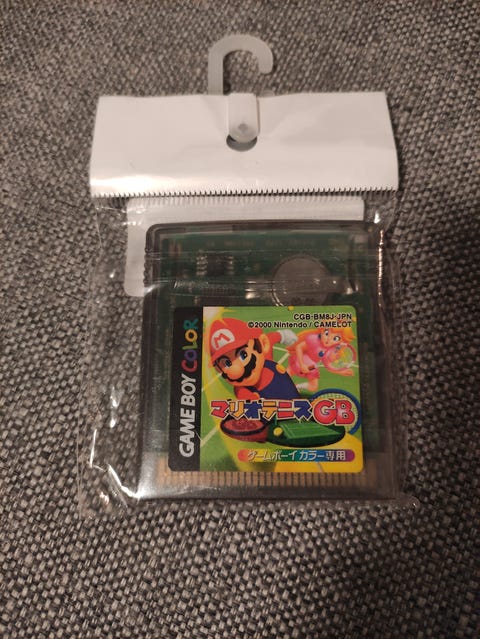 CGB-BM8J-JPN
©2000 Nintendo / CAMELOT
GAME BOY COLOR
M
マリオテニスGB
ゲームボーイカラー専用